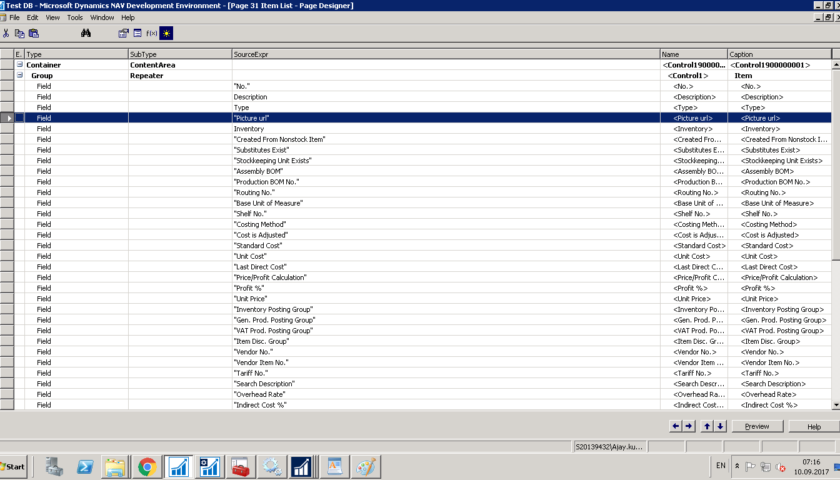 Test DB - Microsoft Dynamics NAV Development Environment - [Page 31 Item List - Page Designer]
File Edit View Tools Window Help
E. Type SubType SourceExpr Name Caption
Container ContentArea <Control190000... <Control1900000001>
Group Repeater <Control1> Item
Field "No." <No.> <No.>
Field Description <Description> <Description>
Field Type <Type> <Type>
Field "Picture url" <Picture url> <Picture url>
Field Inventory <Inventory> <Inventory>
Field "Created From Nonstock Item" <Created Fro... <Created From Nonstock I...
Field "Substitutes Exist" <Substitutes E... <Substitutes Exist>
Field "Stockkeeping Unit Exists" <Stockkeeping... <Stockkeeping Unit Exists>
Field "Assembly BOM" <Assembly BO... <Assembly BOM>
Field "Production BOM No." <Production B... <Production BOM No.>
Field "Routing No." <Routing No.> <Routing No.>
Field "Base Unit of Measure" <Base Unit of ... <Base Unit of Measure>
Field "Shelf No." <Shelf No.> <Shelf No.>
Field "Costing Method" <Costing Meth... <Costing Method>
Field "Cost is Adjusted" <Cost is Adjus... <Cost is Adjusted>
Field "Standard Cost" <Standard Cost> <Standard Cost>
Field "Unit Cost" <Unit Cost> <Unit Cost>
Field "Last Direct Cost" <Last Direct C... <Last Direct Cost>
Field "Price/Profit Calculation" <Price/Profit C... <Price/Profit Calculation>
Field "Profit %" <Profit %> <Profit %>
Field "Unit Price" <Unit Price> <Unit Price>
Field "Inventory Posting Group" <Inventory Po... <Inventory Posting Group>
Field "Gen. Prod. Posting Group" <Gen. Prod. P... <Gen. Prod. Posting Group>
Field "VAT Prod. Posting Group" <VAT Prod. Po... <VAT Prod. Posting Group>
Field "Item Disc. Group" <Item Disc. Gr... <Item Disc. Group>
Field "Vendor No." <Vendor No.> <Vendor No.>
Field "Vendor Item No." <Vendor Item ... <Vendor Item No.>
Field "Tariff No." <Tariff No.> <Tariff No.>
Field "Search Description" <Search Descr... <Search Description>
Field "Overhead Rate" <Overhead Ra... <Overhead Rate>
Field "Indirect Cost %" <Indirect Cost... <Indirect Cost %>
Preview Help
S20139432\Ajay.ku...
Start EN 07:16
10.09.2017